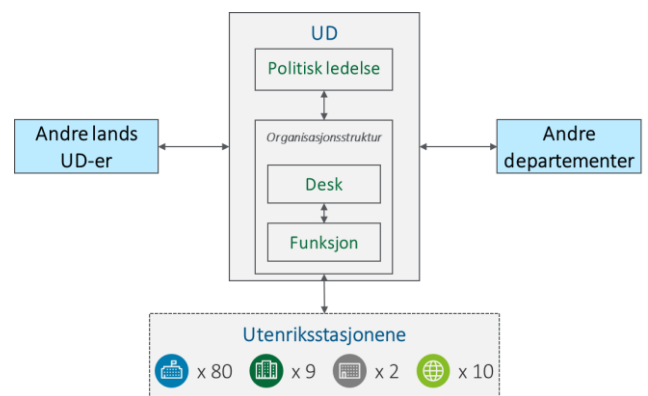 UD
Politisk ledelse
Organisasjonsstruktur
Andre lands
UD-er
Andre
departementer
Desk
Funksjon
Utenriksstasjonene
x 80
x 9
x 2
x 10